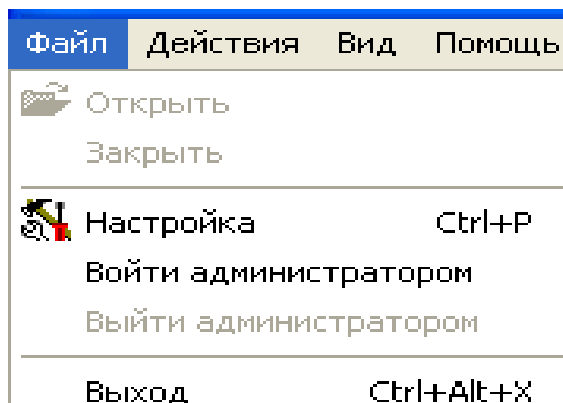 Файл Действия Вид Помощь
Открыть
Закрыть
Настройка Ctrl+P
Войти администратором
Выйти администратором
Выход Ctrl+Alt+X